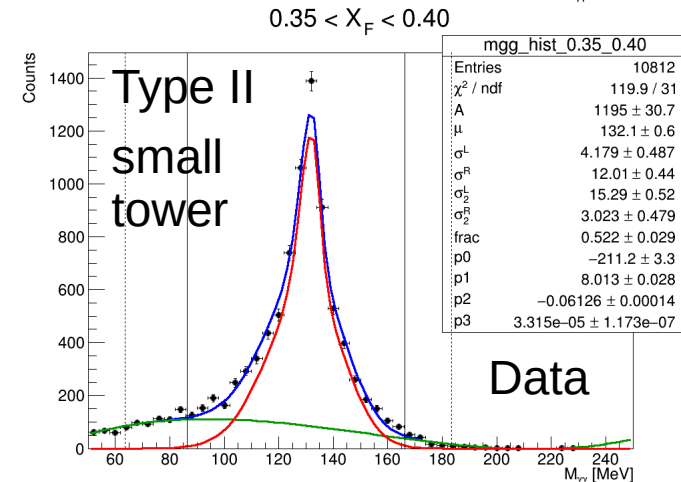 0.35 < X_F < 0.40
mgg_hist_0.35_0.40
Entries 10812
χ² / ndf 119.9 / 31
A 1195 ± 30.7
μ 132.1 ± 0.6
σ^L 4.179 ± 0.487
σ^R 12.01 ± 0.44
σ_2^L 15.29 ± 0.52
σ_2^R 3.023 ± 0.479
frac 0.522 ± 0.029
p0 −211.2 ± 3.3
p1 8.013 ± 0.028
p2 −0.06126 ± 0.00014
p3 3.315e−05 ± 1.173e−07
Counts
1400
1200
1000
800
600
400
200
0
Type II
small
tower
Data
60 80 100 120 140 160 180 200 220 240
M_γγ [MeV]